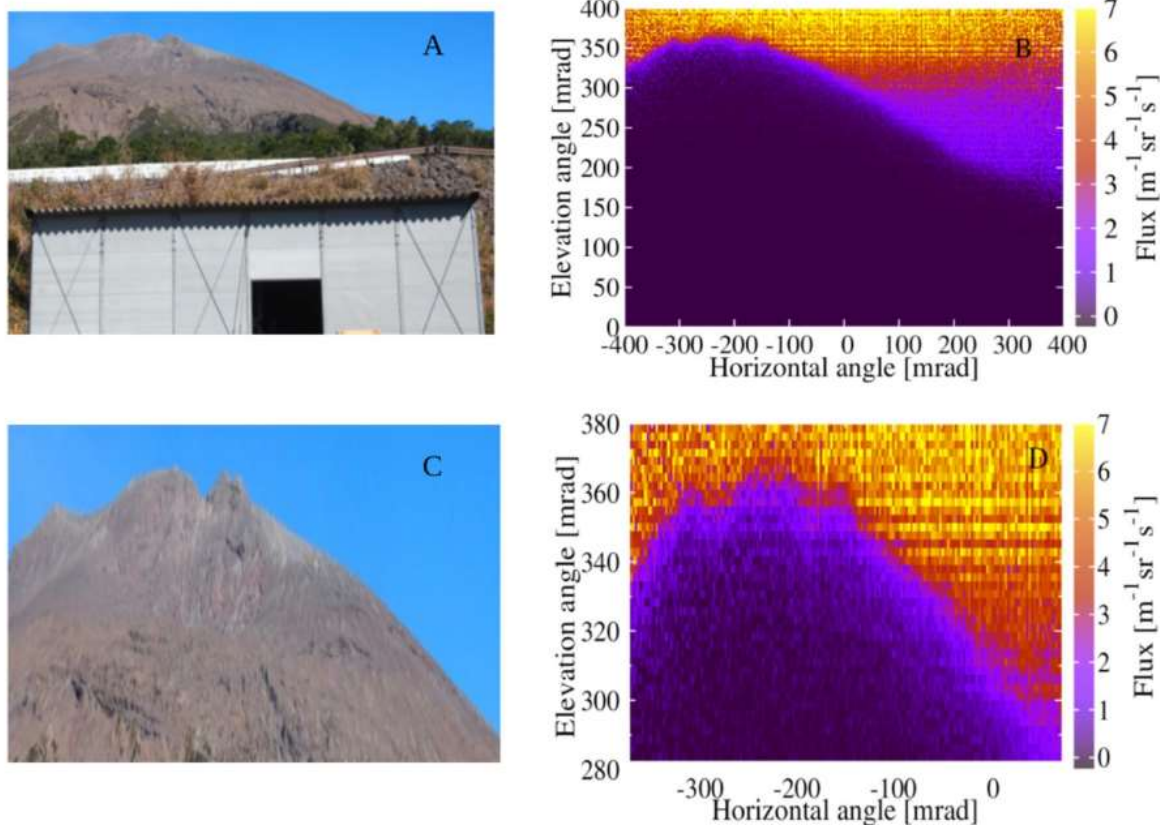 A
B
Elevation angle [mrad]
400
350
300
250
200
150
100
50
0
-400 -300 -200 -100 0 100 200 300 400
Horizontal angle [mrad]
7
6
5
4
3
2
1
0
Flux [m⁻¹sr⁻¹s⁻¹]
C
D
Elevation angle [mrad]
380
360
340
320
300
280
-300 -200 -100 0
Horizontal angle [mrad]
7
6
5
4
3
2
1
0
Flux [m⁻¹sr⁻¹s⁻¹]